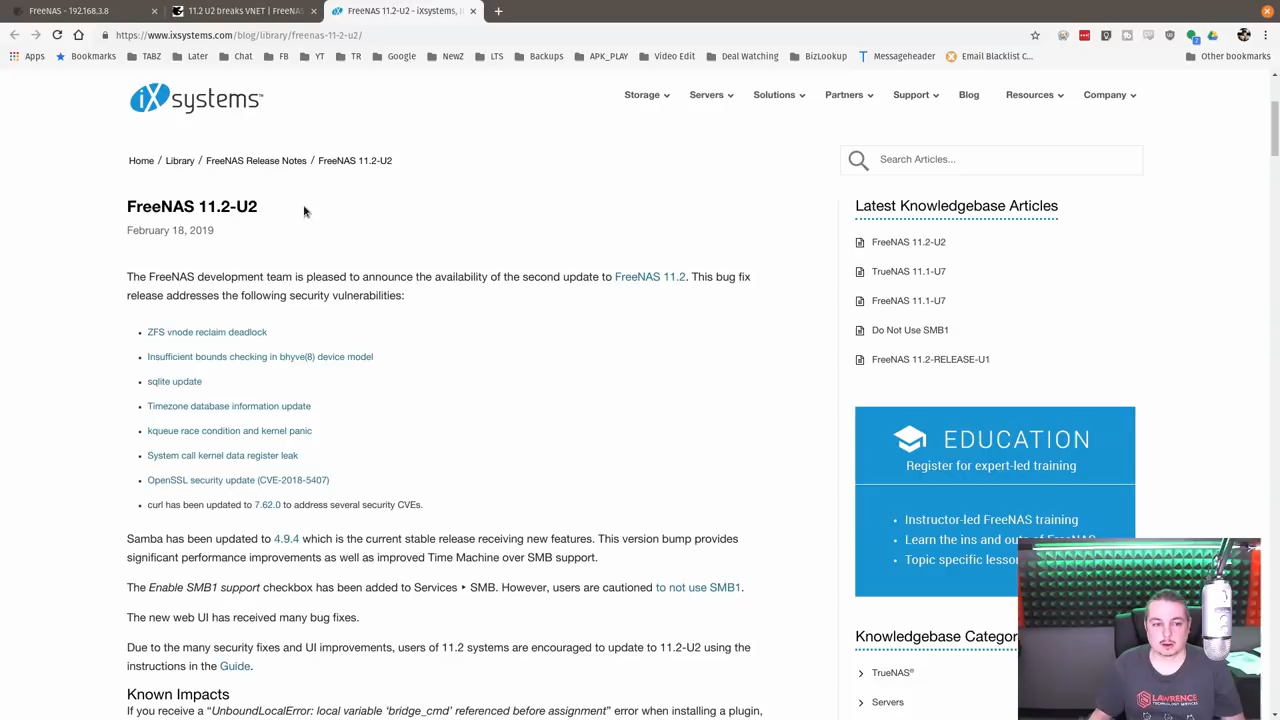 FreeNAS - 192.168.3.8
11.2 U2 breaks VNET | FreeNAS
FreeNAS 11.2-U2 - iXsystems,
https://www.ixsystems.com/blog/library/freenas-11-2-u2/
Apps
Bookmarks
TABZ
Later
Chat
FB
YT
TR
Google
NewZ
LTS
Backups
APK_PLAY
Video Edit
Deal Watching
BizLookup
Messageheader
Email Blacklist C...
Other bookmarks
iXsystems™
Storage
Servers
Solutions
Partners
Support
Blog
Resources
Company
Home / Library / FreeNAS Release Notes / FreeNAS 11.2-U2
Search Articles...
FreeNAS 11.2-U2
February 18, 2019
The FreeNAS development team is pleased to announce the availability of the second update to FreeNAS 11.2. This bug fix
release addresses the following security vulnerabilities:
ZFS vnode reclaim deadlock
Insufficient bounds checking in bhyve(8) device model
sqlite update
Timezone database information update
kqueue race condition and kernel panic
System call kernel data register leak
OpenSSL security update (CVE-2018-5407)
curl has been updated to 7.62.0 to address several security CVEs.
Samba has been updated to 4.9.4 which is the current stable release receiving new features. This version bump provides
significant performance improvements as well as improved Time Machine over SMB support.
The Enable SMB1 support checkbox has been added to Services ‣ SMB. However, users are cautioned to not use SMB1.
The new web UI has received many bug fixes.
Due to the many security fixes and UI improvements, users of 11.2 systems are encouraged to update to 11.2-U2 using the
instructions in the Guide.
Known Impacts
If you receive a "UnboundLocalError: local variable 'bridge_cmd' referenced before assignment" error when installing a plugin,
Latest Knowledgebase Articles
FreeNAS 11.2-U2
TrueNAS 11.1-U7
FreeNAS 11.1-U7
Do Not Use SMB1
FreeNAS 11.2-RELEASE-U1
EDUCATION
Register for expert-led training
Instructor-led FreeNAS training
Learn the ins and outs of FreeNAS
Topic specific lesso
Knowledgebase Categor
TrueNAS®
Servers
LAWRENCE
TECHNOLOGY SERVICES